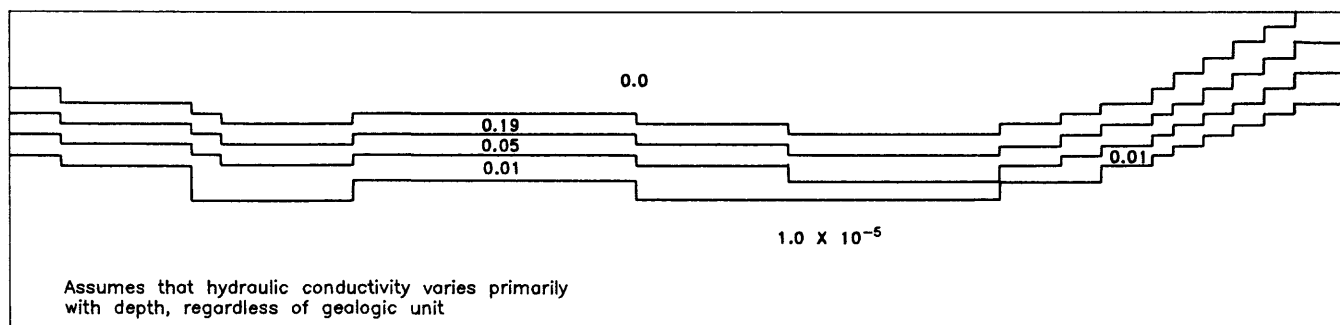 0.0
0.19
0.05
0.01
0.01
1.0 X 10⁻⁵
Assumes that hydraulic conductivity varies primarily
with depth, regardless of geologic unit